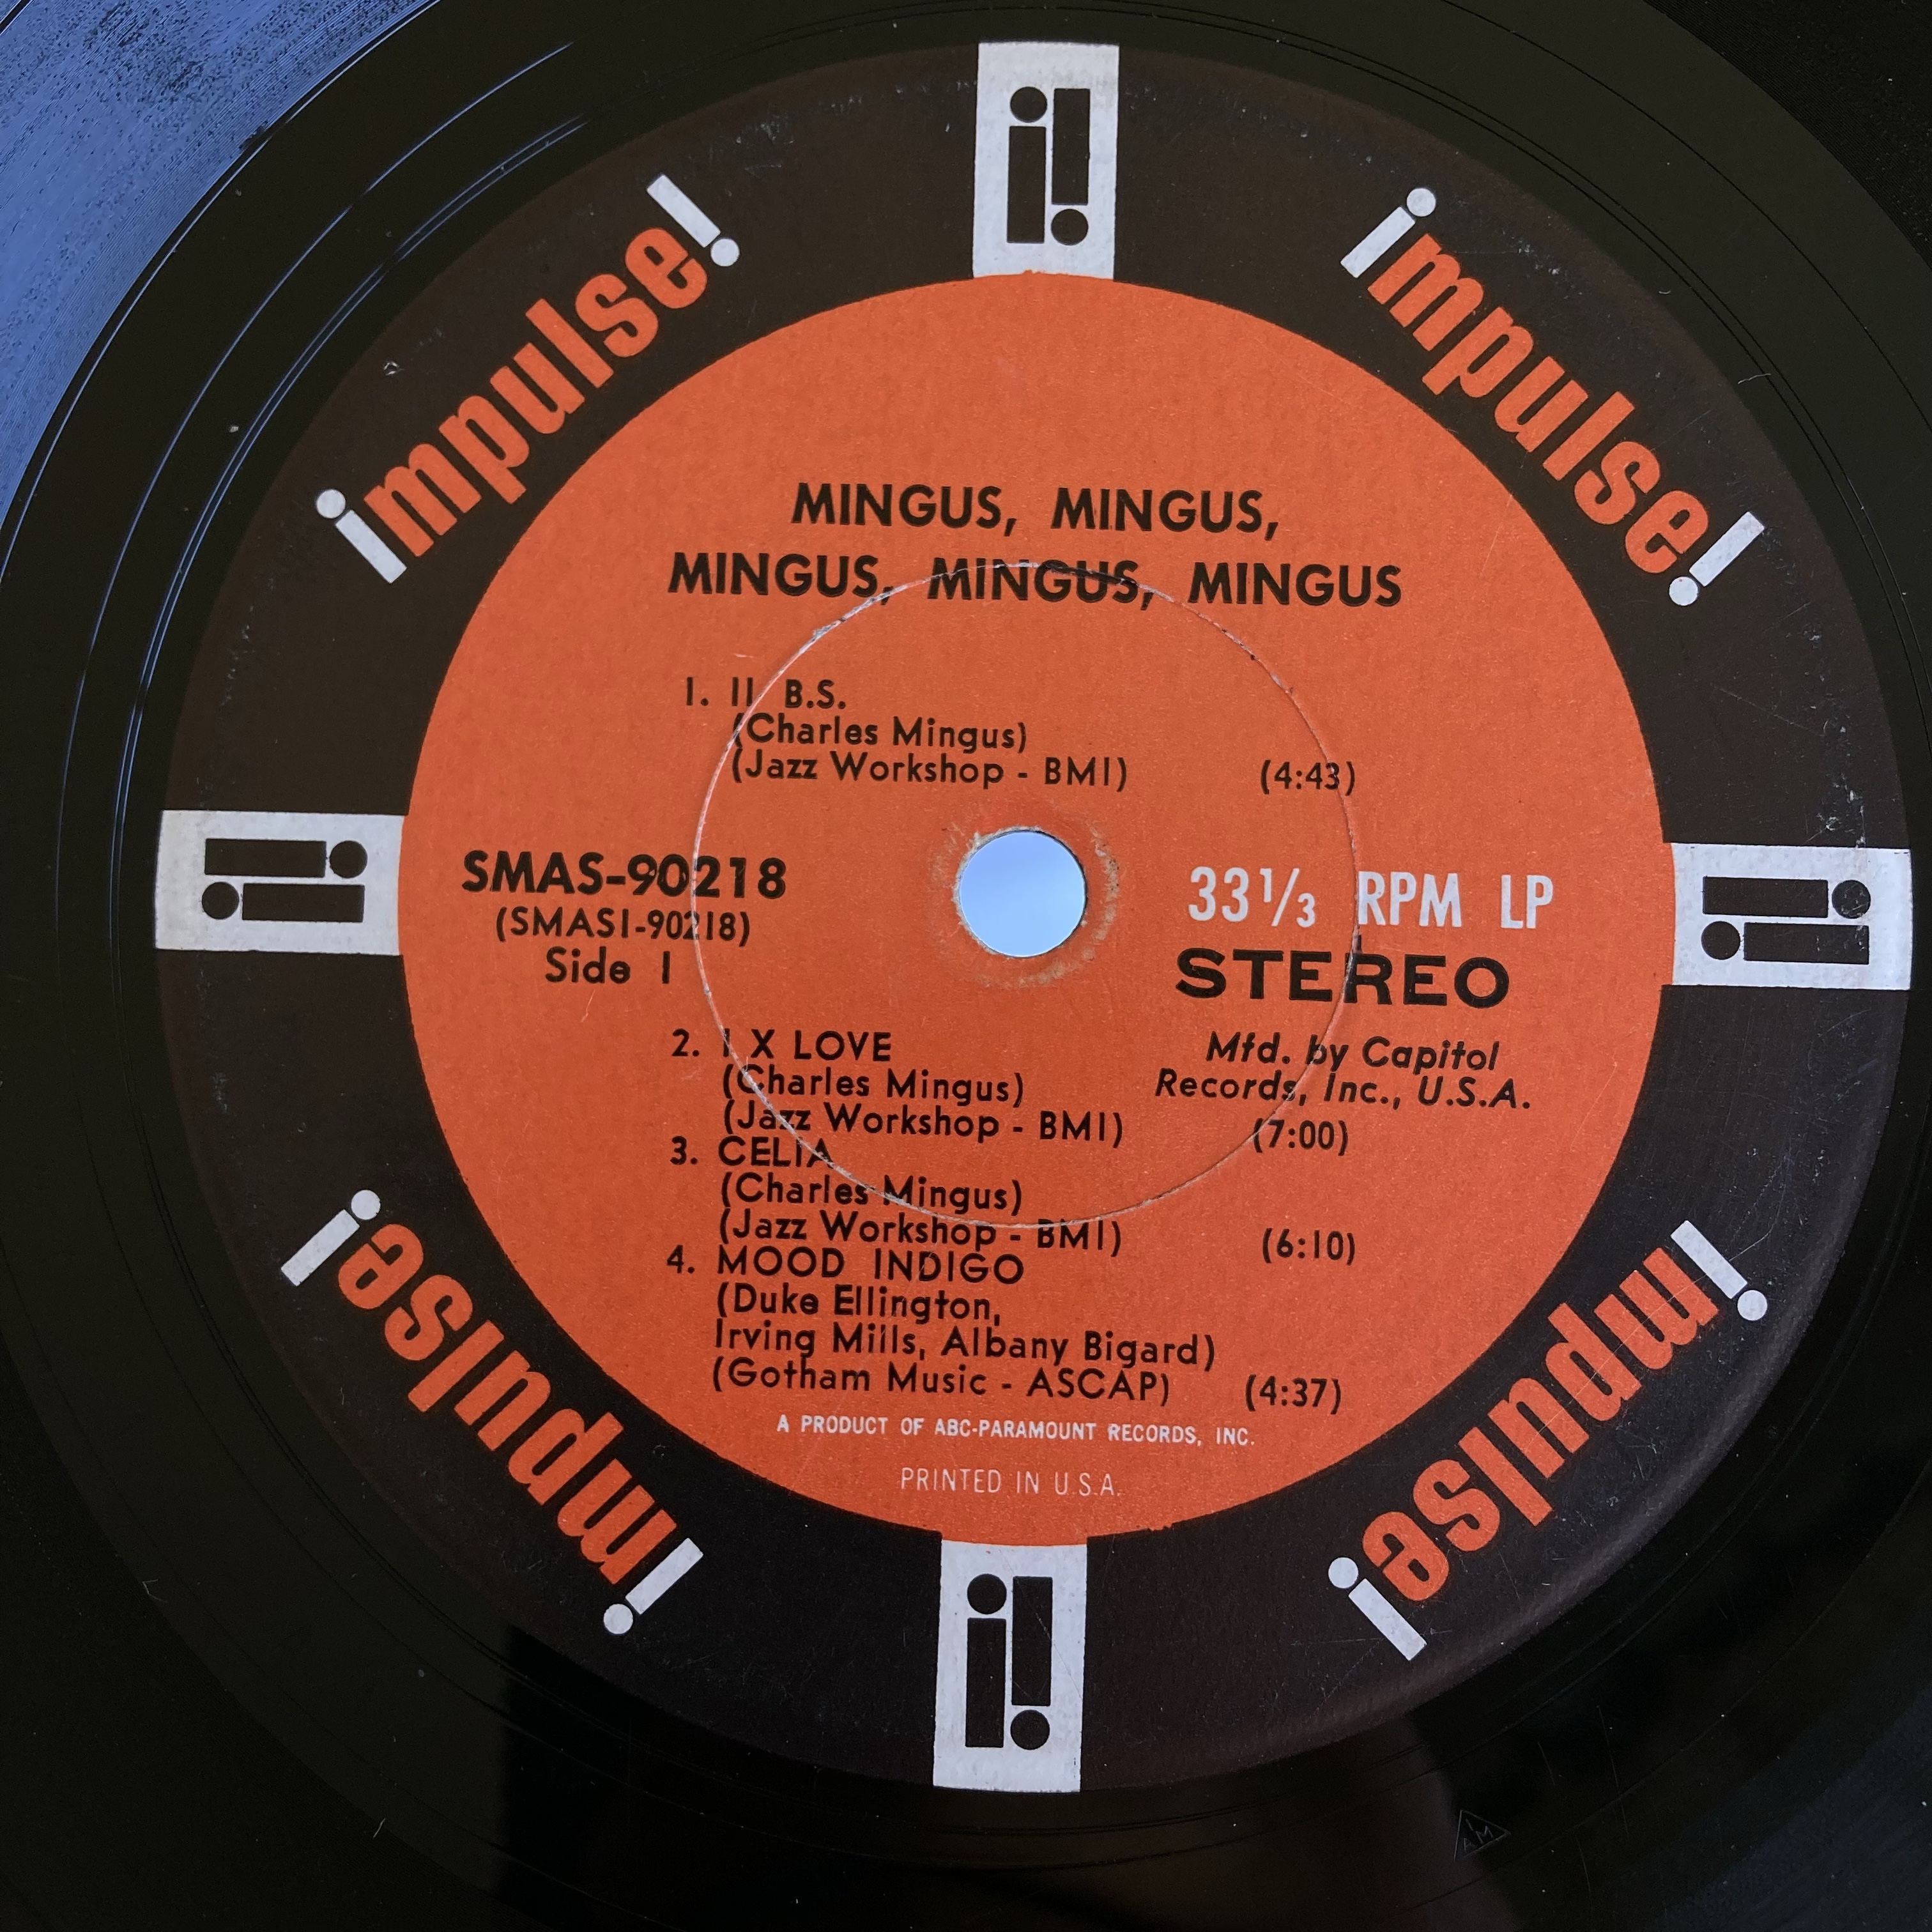 impulse!
i!
impulse!
MINGUS, MINGUS,
MINGUS, MINGUS, MINGUS
1. II B.S.
(Charles Mingus)
(Jazz Workshop - BMI) (4:43)
i!
SMAS-90218
(SMAS1-90218)
Side 1
33⅓ RPM LP
STEREO
Mfd. by Capitol
Records, Inc., U.S.A.
i!
2. I X LOVE
(Charles Mingus)
(Jazz Workshop - BMI) (7:00)
3. CELIA
(Charles Mingus)
(Jazz Workshop - BMI) (6:10)
4. MOOD INDIGO
(Duke Ellington,
Irving Mills, Albany Bigard)
(Gotham Music - ASCAP) (4:37)
A PRODUCT OF ABC-PARAMOUNT RECORDS, INC.
PRINTED IN U.S.A.
impulse!
i!
impulse!
IAM